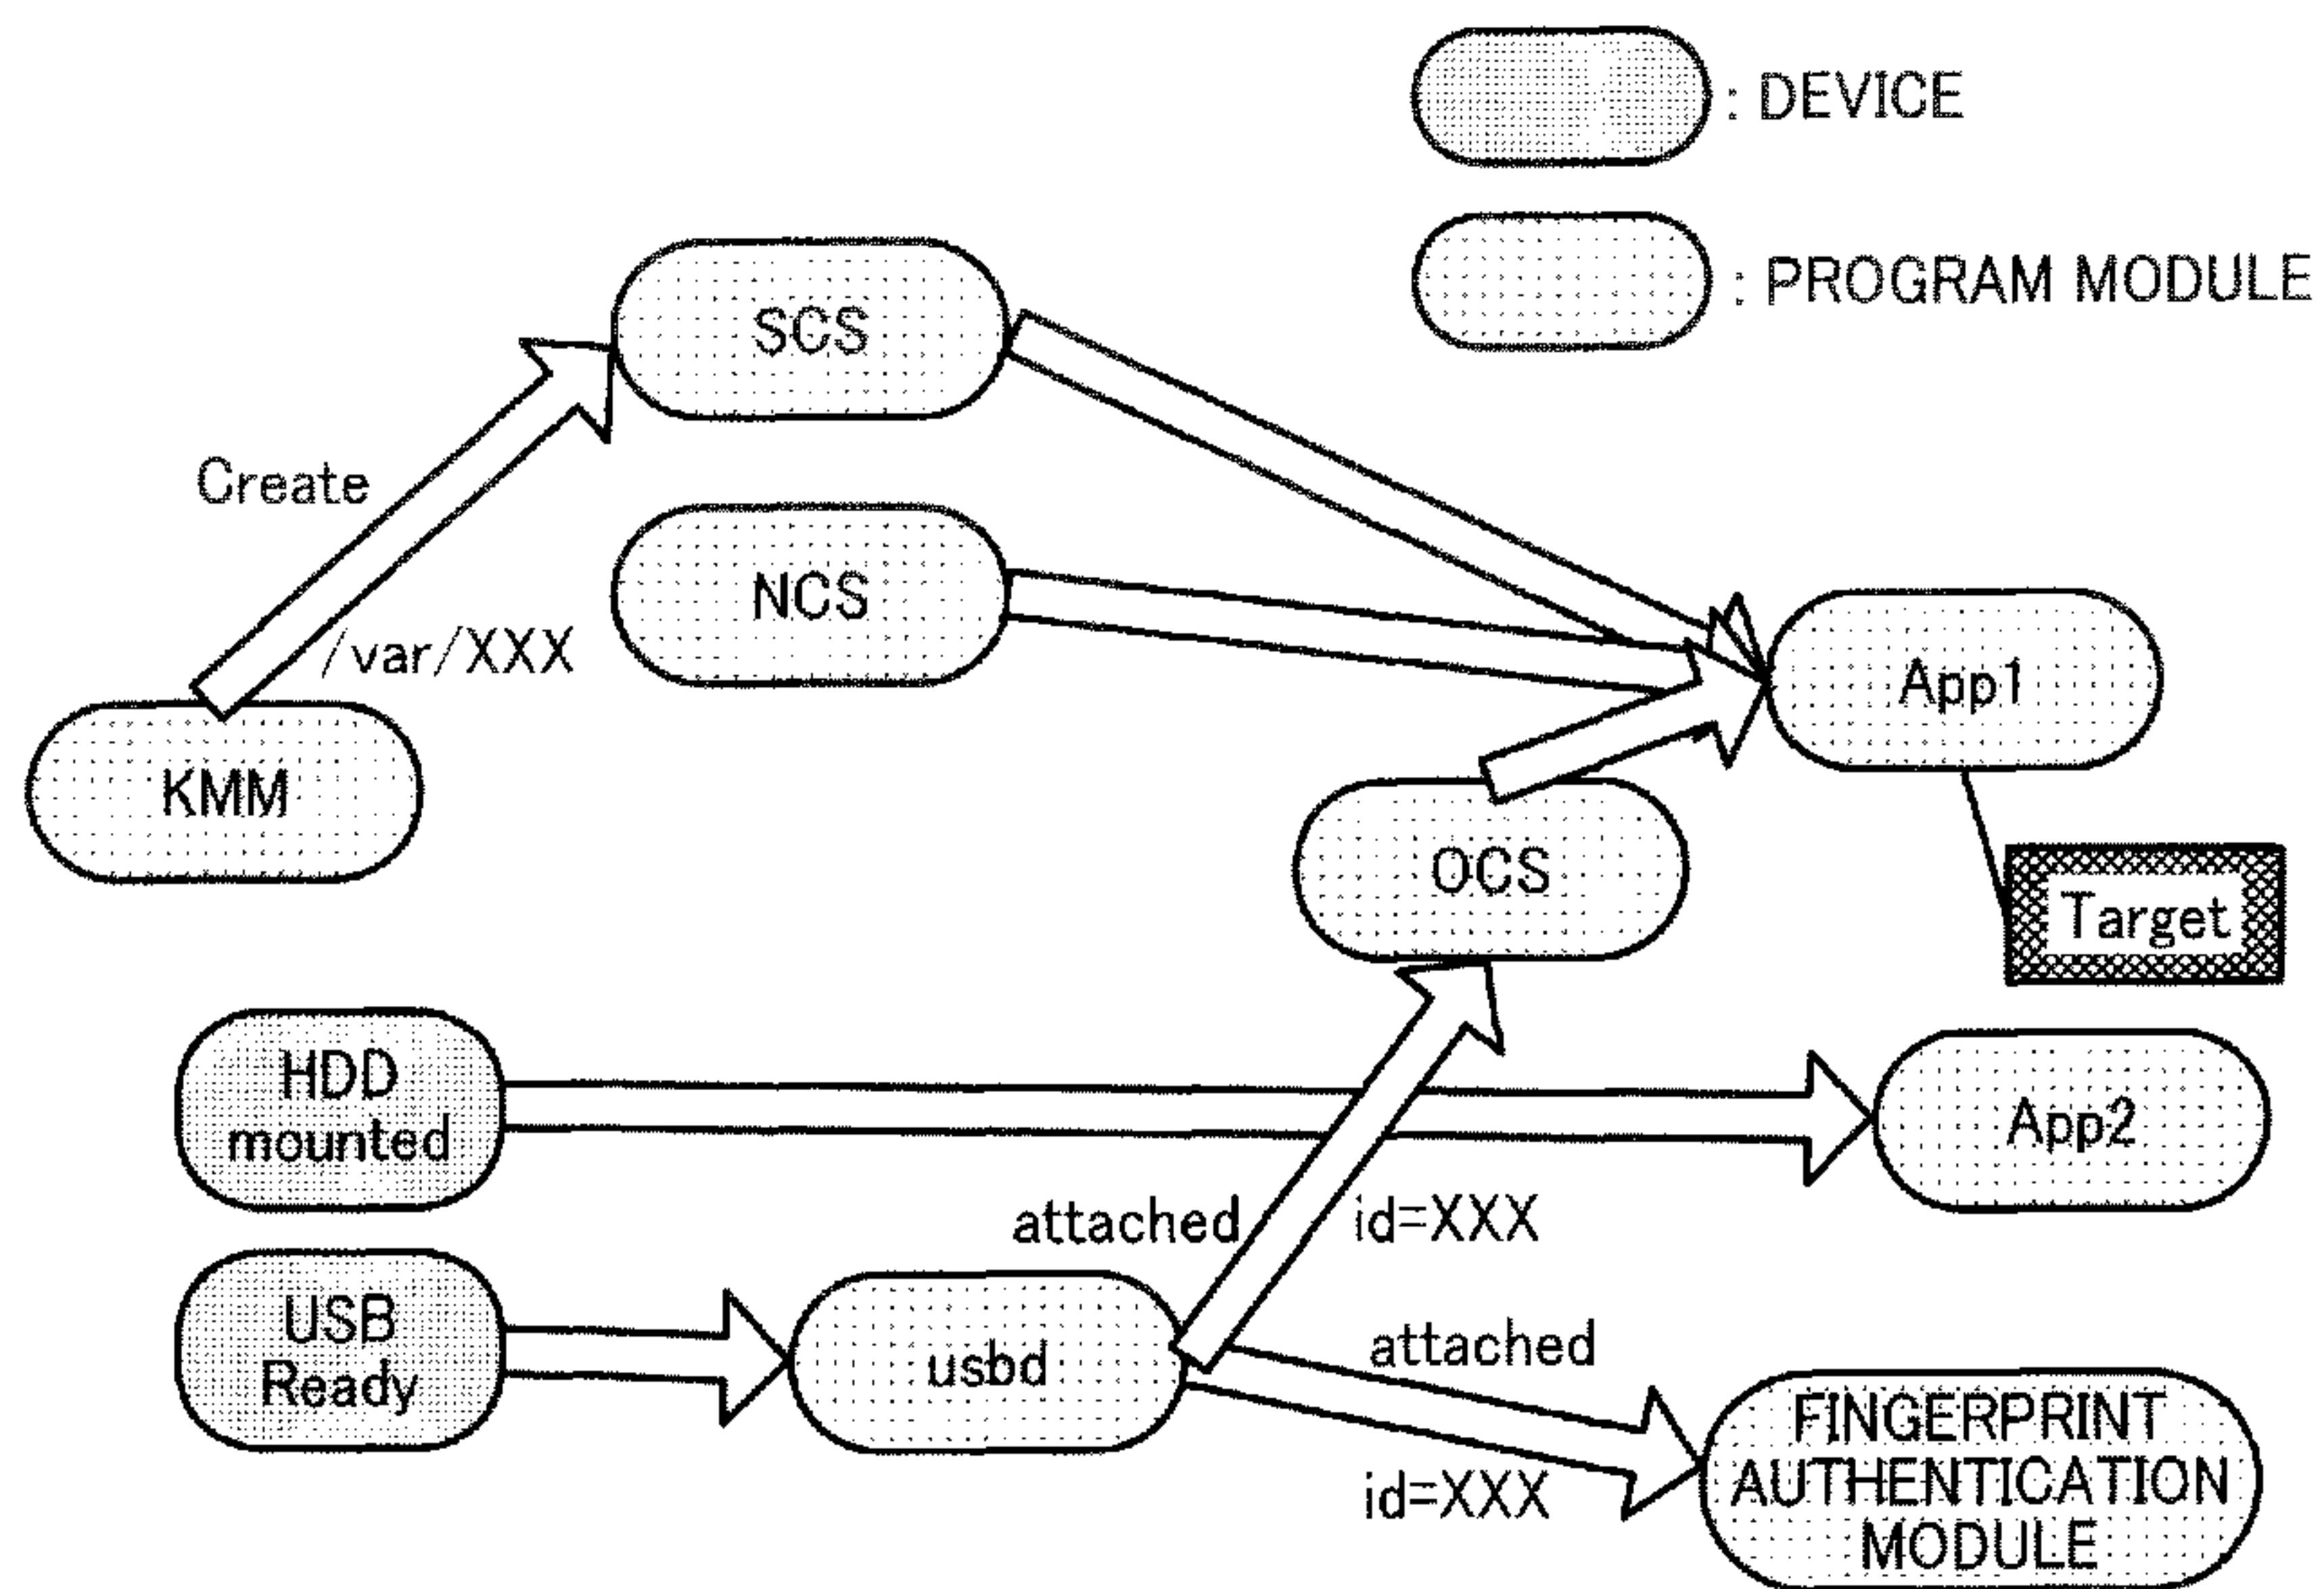 : DEVICE
: PROGRAM MODULE
SCS
Create
NCS
/var/XXX
App1
KMM
OCS
Target
HDD
mounted
App2
attached
id=XXX
USB
Ready
usbd
attached
id=XXX
FINGERPRINT
AUTHENTICATION
MODULE